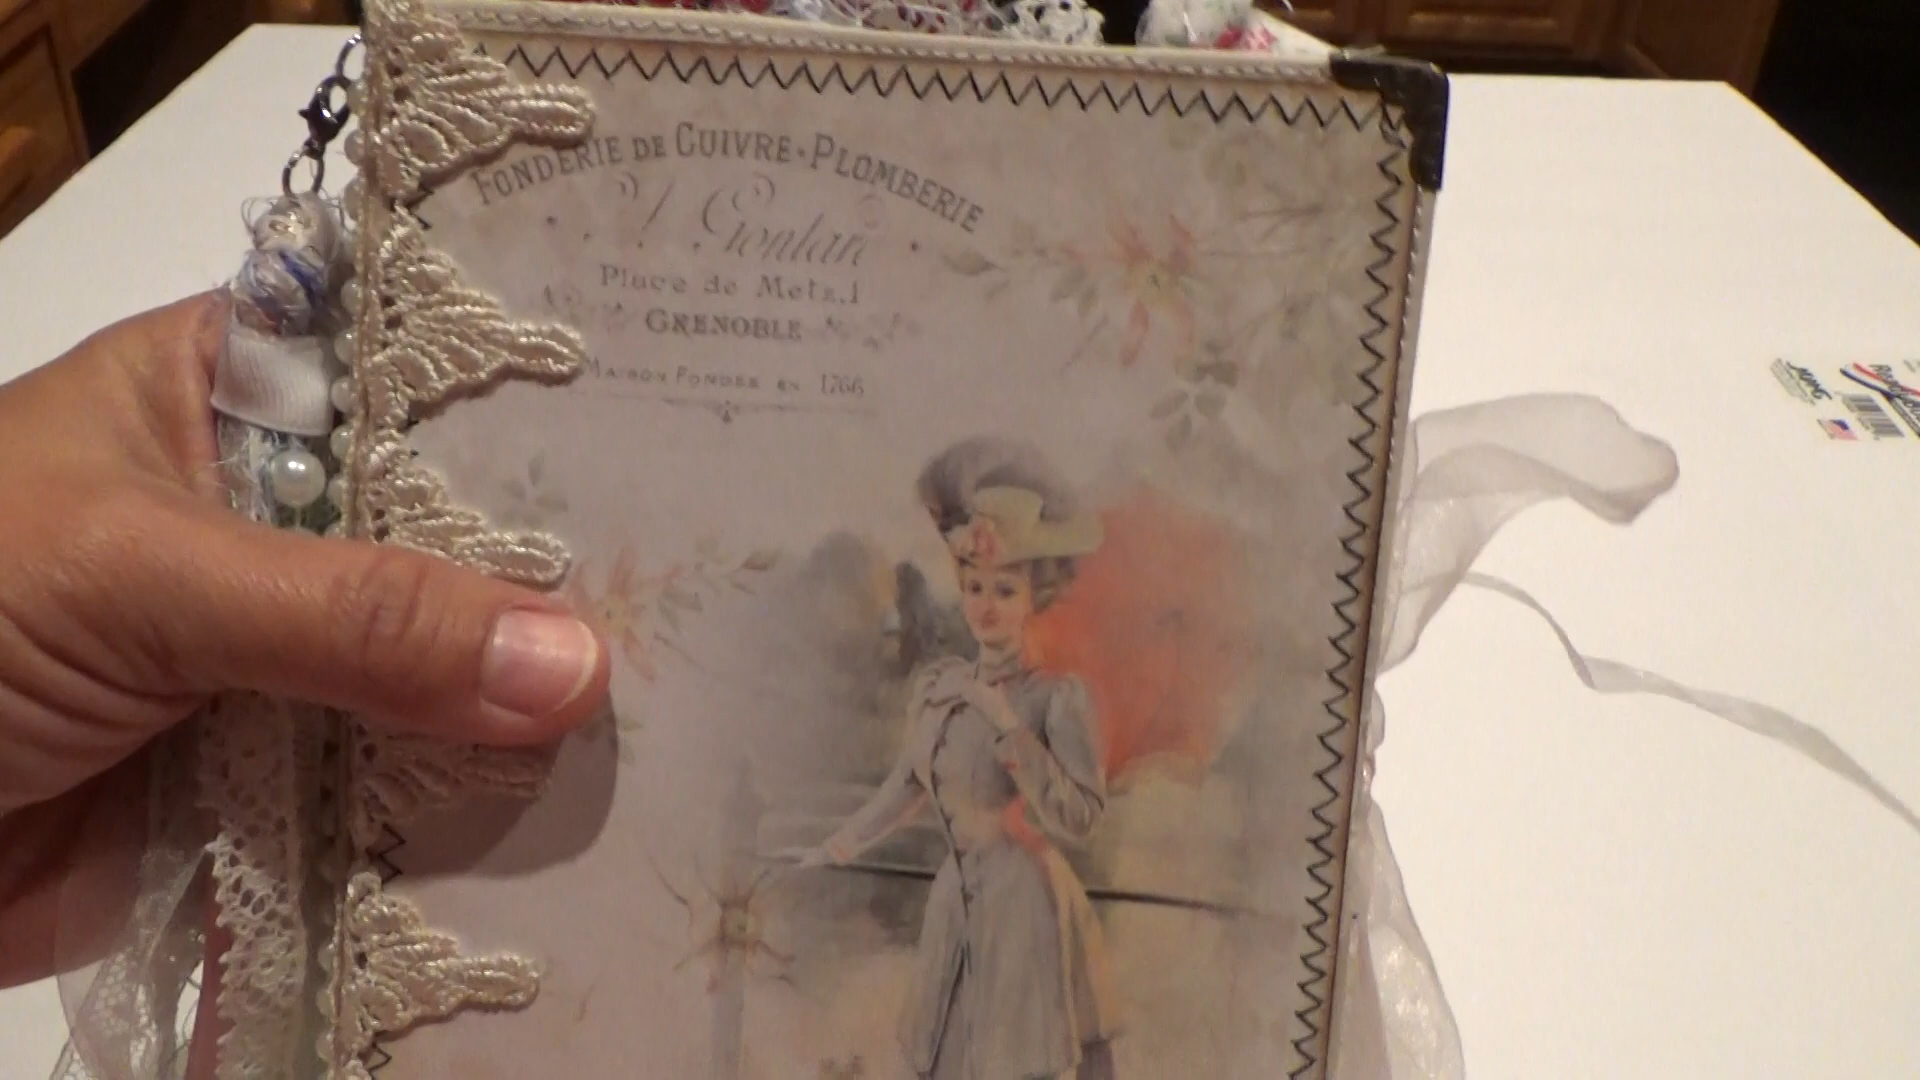 FONDERIE DE CUIVRE·PLOMBERIE
Place de Metz.1
GRENOBLE
MAISON FONDEE EN 1766